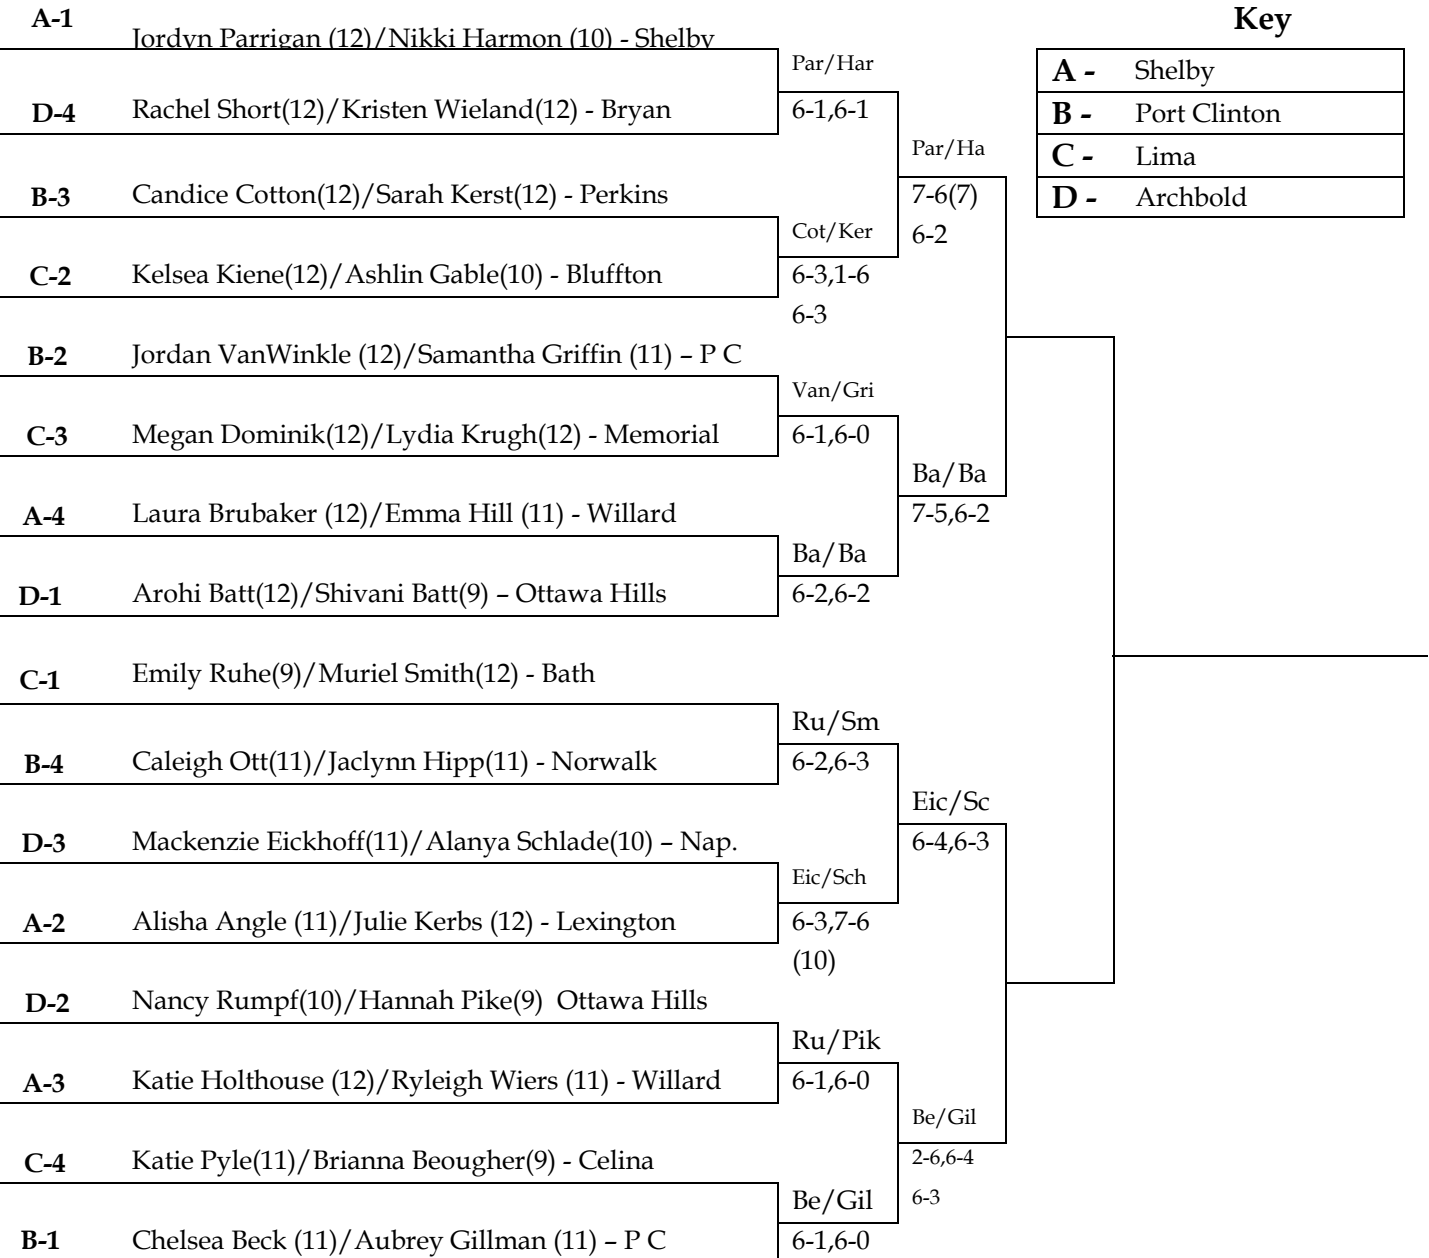 A-1
Jordyn Parrigan (12)/Nikki Harmon (10) - Shelby
Key
Par/Har
A - Shelby
D-4 Rachel Short(12)/Kristen Wieland(12) - Bryan
6-1,6-1
B - Port Clinton
Par/Ha
C - Lima
B-3 Candice Cotton(12)/Sarah Kerst(12) - Perkins
7-6(7)
D - Archbold
Cot/Ker
6-2
C-2 Kelsea Kiene(12)/Ashlin Gable(10) - Bluffton
6-3,1-6
6-3
B-2 Jordan VanWinkle (12)/Samantha Griffin (11) – P C
Van/Gri
C-3 Megan Dominik(12)/Lydia Krugh(12) - Memorial
6-1,6-0
Ba/Ba
A-4 Laura Brubaker (12)/Emma Hill (11) - Willard
7-5,6-2
Ba/Ba
D-1 Arohi Batt(12)/Shivani Batt(9) – Ottawa Hills
6-2,6-2
C-1 Emily Ruhe(9)/Muriel Smith(12) - Bath
Ru/Sm
B-4 Caleigh Ott(11)/Jaclynn Hipp(11) - Norwalk
6-2,6-3
Eic/Sc
D-3 Mackenzie Eickhoff(11)/Alanya Schlade(10) – Nap.
6-4,6-3
Eic/Sch
A-2 Alisha Angle (11)/Julie Kerbs (12) - Lexington
6-3,7-6
(10)
D-2 Nancy Rumpf(10)/Hannah Pike(9) Ottawa Hills
Ru/Pik
A-3 Katie Holthouse (12)/Ryleigh Wiers (11) - Willard
6-1,6-0
Be/Gil
C-4 Katie Pyle(11)/Brianna Beougher(9) - Celina
2-6,6-4
Be/Gil
6-3
B-1 Chelsea Beck (11)/Aubrey Gillman (11) – P C
6-1,6-0